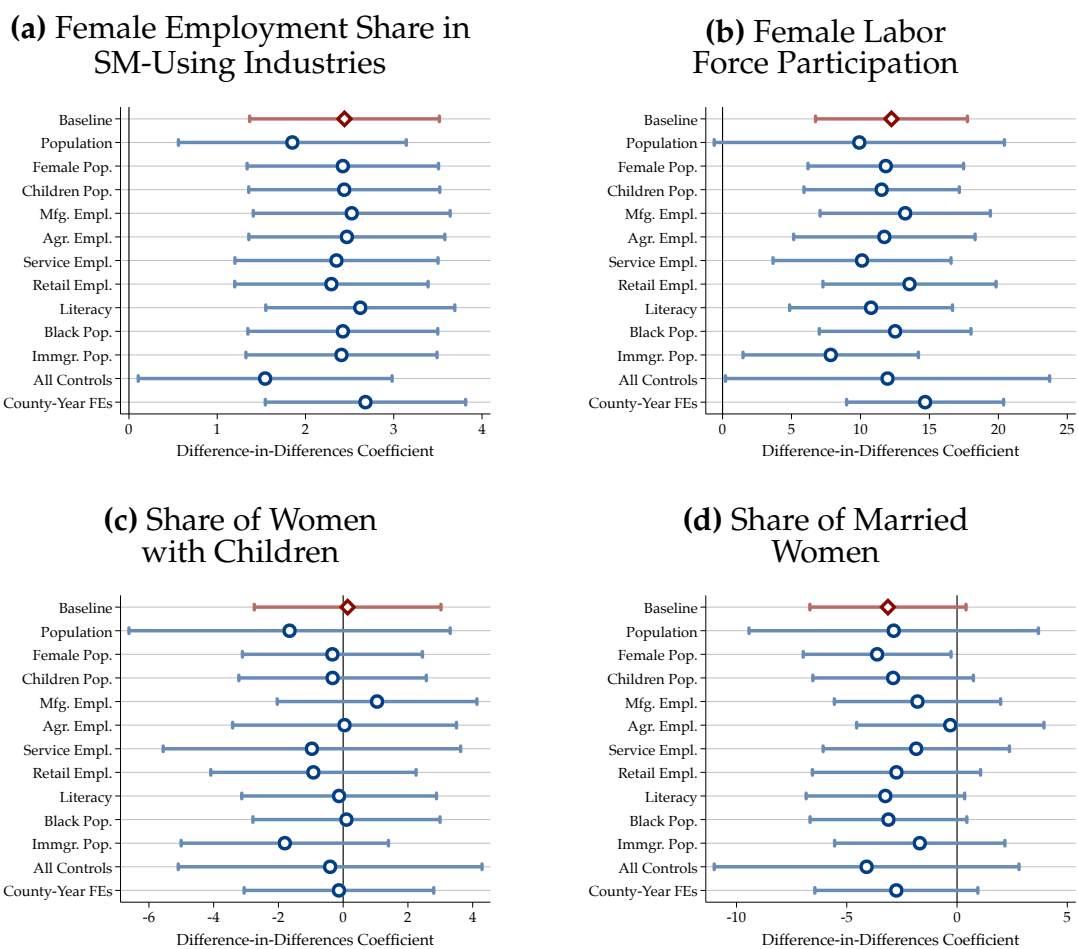 (a) Female Employment Share in
SM-Using Industries
Baseline
Population
Female Pop.
Children Pop.
Mfg. Empl.
Agr. Empl.
Service Empl.
Retail Empl.
Literacy
Black Pop.
Immgr. Pop.
All Controls
County-Year FEs
0 1 2 3 4
Difference-in-Differences Coefficient
(b) Female Labor
Force Participation
Baseline
Population
Female Pop.
Children Pop.
Mfg. Empl.
Agr. Empl.
Service Empl.
Retail Empl.
Literacy
Black Pop.
Immgr. Pop.
All Controls
County-Year FEs
0 5 10 15 20 25
Difference-in-Differences Coefficient
(c) Share of Women
with Children
Baseline
Population
Female Pop.
Children Pop.
Mfg. Empl.
Agr. Empl.
Service Empl.
Retail Empl.
Literacy
Black Pop.
Immgr. Pop.
All Controls
County-Year FEs
-6 -4 -2 0 2 4
Difference-in-Differences Coefficient
(d) Share of Married
Women
Baseline
Population
Female Pop.
Children Pop.
Mfg. Empl.
Agr. Empl.
Service Empl.
Retail Empl.
Literacy
Black Pop.
Immgr. Pop.
All Controls
County-Year FEs
-10 -5 0 5
Difference-in-Differences Coefficient